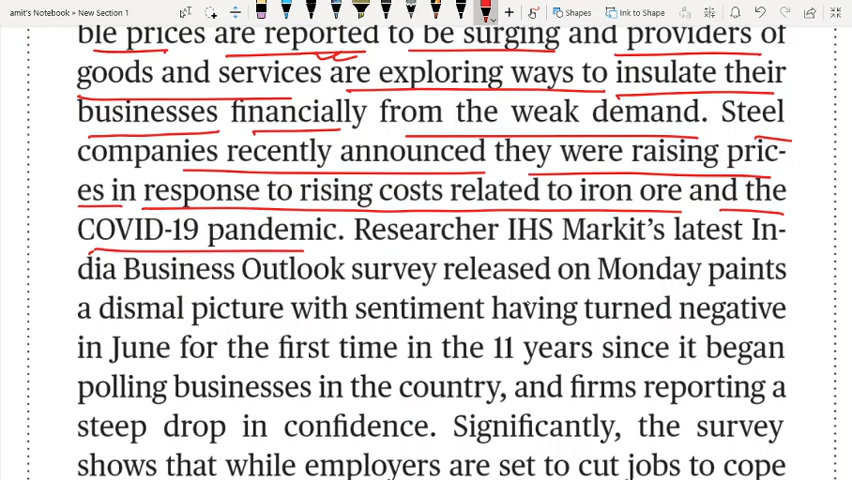 amit's Notebook » New Section 1
Shapes Ink to Shape
ble prices are reported to be surging and providers of
goods and services are exploring ways to insulate their
businesses financially from the weak demand. Steel
companies recently announced they were raising pric-
es in response to rising costs related to iron ore and the
COVID-19 pandemic. Researcher IHS Markit's latest In-
dia Business Outlook survey released on Monday paints
a dismal picture with sentiment having turned negative
in June for the first time in the 11 years since it began
polling businesses in the country, and firms reporting a
steep drop in confidence. Significantly, the survey
shows that while employers are set to cut jobs to cope